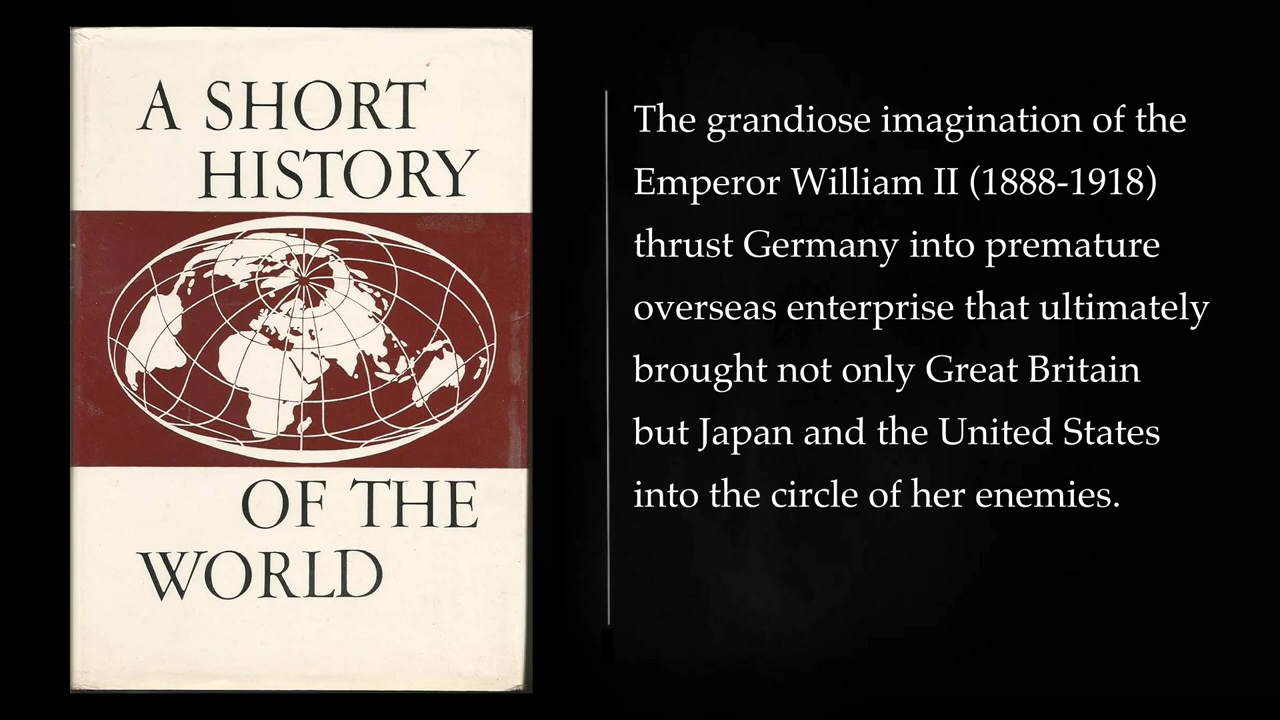 A SHORT
HISTORY
OF THE
WORLD
The grandiose imagination of the
Emperor William II (1888-1918)
thrust Germany into premature
overseas enterprise that ultimately
brought not only Great Britain
but Japan and the United States
into the circle of her enemies.